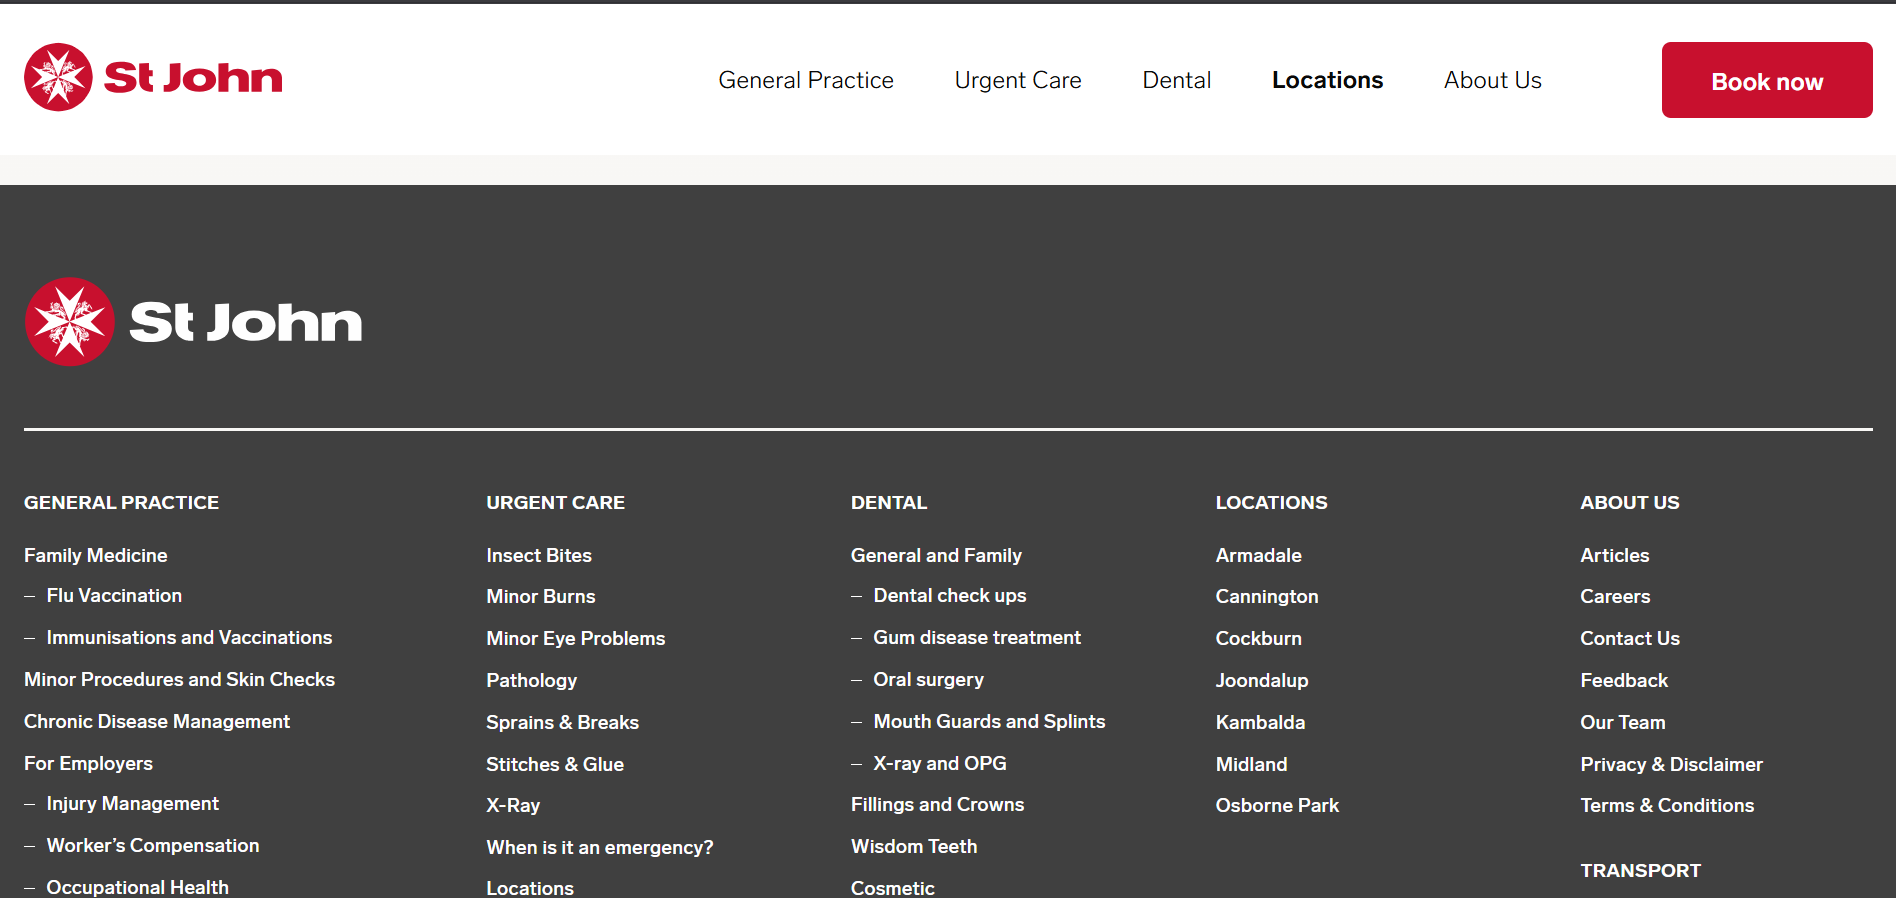 St John
General Practice
Urgent Care
Dental
Locations
About Us
Book now
St John
GENERAL PRACTICE
Family Medicine
– Flu Vaccination
– Immunisations and Vaccinations
Minor Procedures and Skin Checks
Chronic Disease Management
For Employers
– Injury Management
– Worker’s Compensation
– Occupational Health
URGENT CARE
Insect Bites
Minor Burns
Minor Eye Problems
Pathology
Sprains & Breaks
Stitches & Glue
X-Ray
When is it an emergency?
Locations
DENTAL
General and Family
– Dental check ups
– Gum disease treatment
– Oral surgery
– Mouth Guards and Splints
– X-ray and OPG
Fillings and Crowns
Wisdom Teeth
Cosmetic
LOCATIONS
Armadale
Cannington
Cockburn
Joondalup
Kambalda
Midland
Osborne Park
ABOUT US
Articles
Careers
Contact Us
Feedback
Our Team
Privacy & Disclaimer
Terms & Conditions
TRANSPORT